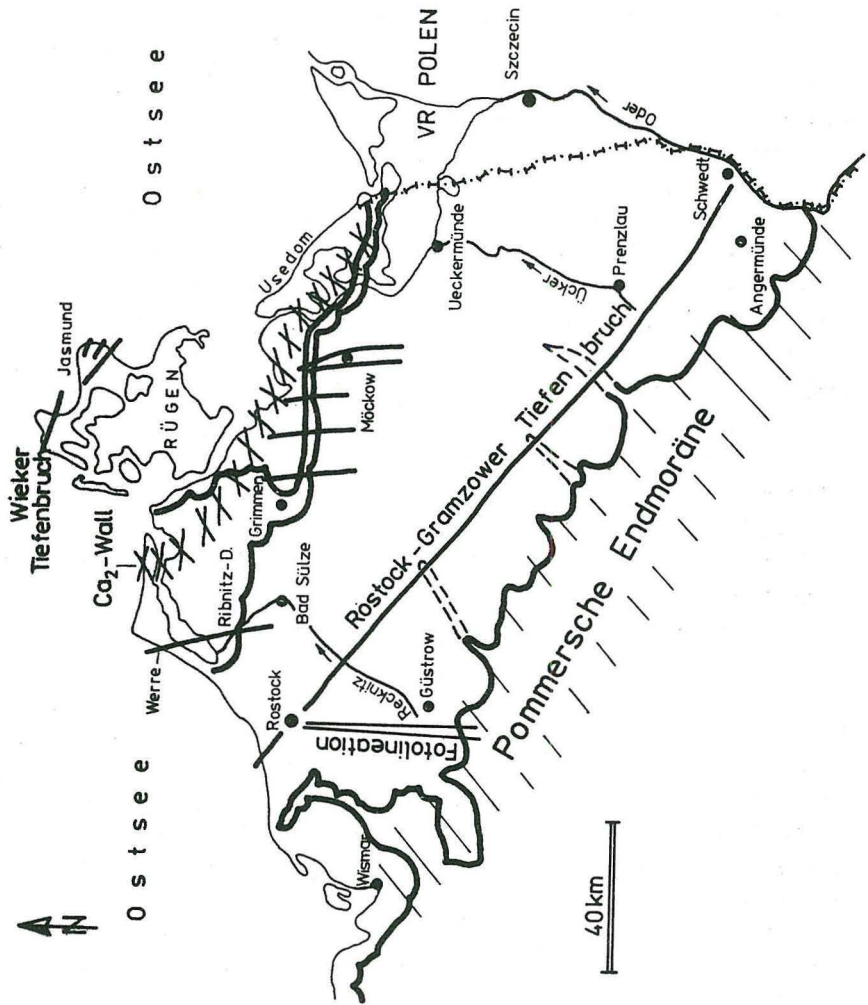 N
Ostsee
Ostsee
Wieker
Tiefenbruch
Jasmund
RÜGEN
Ca₂-Wall
Werre
Ribnitz-D.
Grimmen
Bad Sülze
Rostock
Recknitz
Güstrow
Fotolineation
Wismar
Usedom
Möckow
Ueckermünde
VR POLEN
Szczecin
Oder
Ücker
Prenzlau
Schwedt
Angermünde
Rostock-Gramzower Tiefenbruch
Pommersche Endmoräne
40km